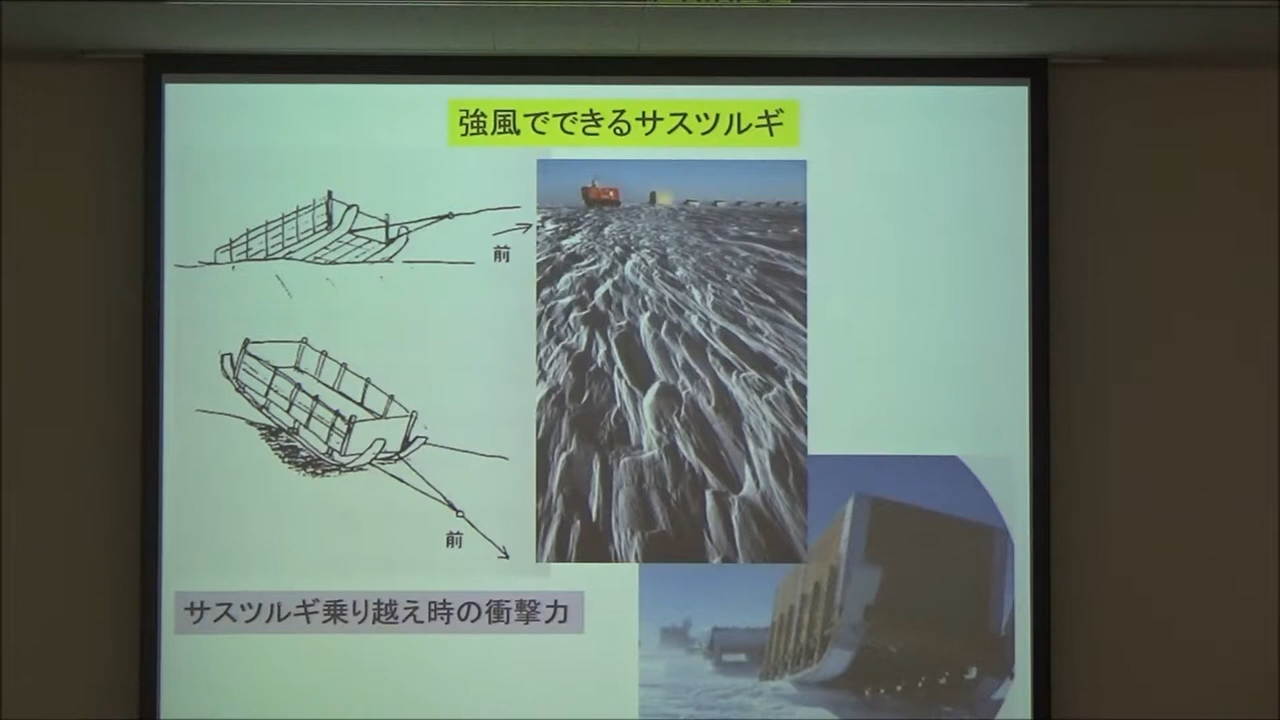 強風でできるサスツルギ
前
前
サスツルギ乗り越え時の衝撃力